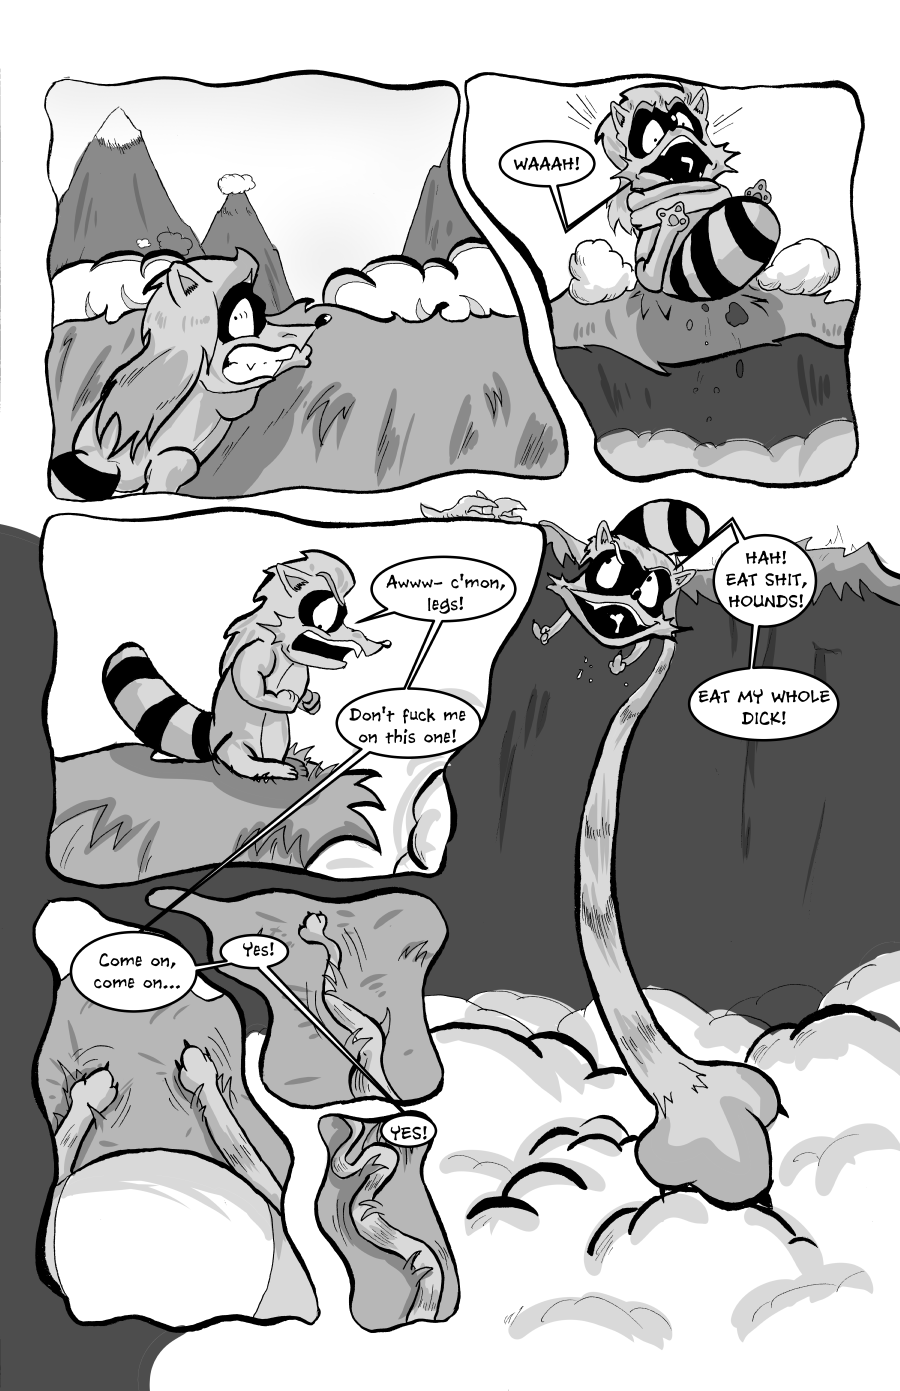 WAAAH!
Awww- c'mon,
legs!
Don't fuck me
on this one!
Come on,
come on...
Yes!
YES!
HAH!
EAT SHIT,
HOUNDS!
EAT MY WHOLE
DICK!